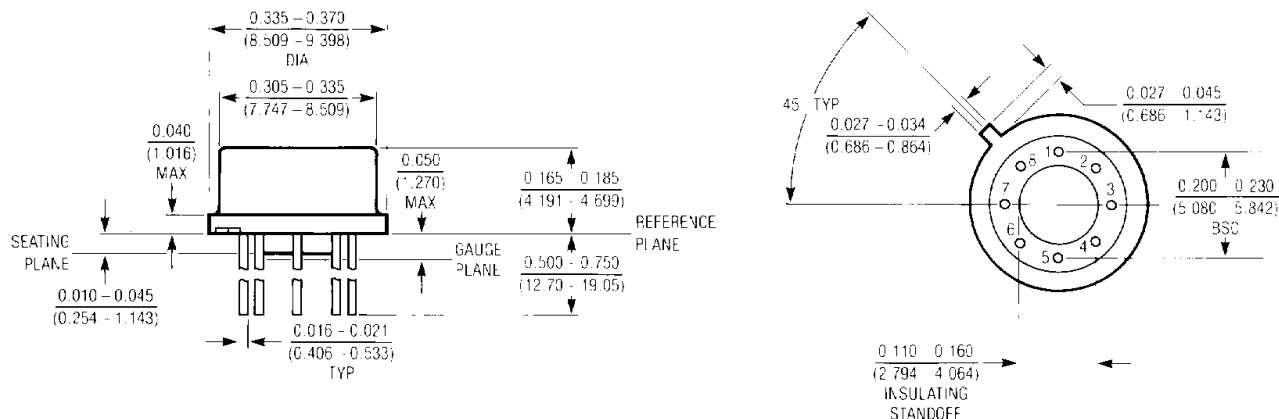 0.335 – 0.370
(8.509 – 9.398)
DIA
0.305 – 0.335
(7.747 – 8.509)
0.040
(1.016)
MAX
0.050
(1.270)
MAX
0 165 - 0 185
(4 191 - 4 699)
REFERENCE
PLANE
SEATING
PLANE
GAUGE
PLANE
0.500 - 0.750
(12.70 - 19.05)
0.010 – 0.045
(0.254 - 1.143)
0.016 - 0.021
(0.406 - 0.533)
TYP
45 TYP
0.027 - 0.034
(0.686 - 0.864)
0.027 0.045
(0.686 1.143)
1
2
3
4
5
6
7
8
0.200 0.230
(5.080 5.842)
BSC
0 110 0 160
(2 794 4 064)
INSULATING
STANDOFF